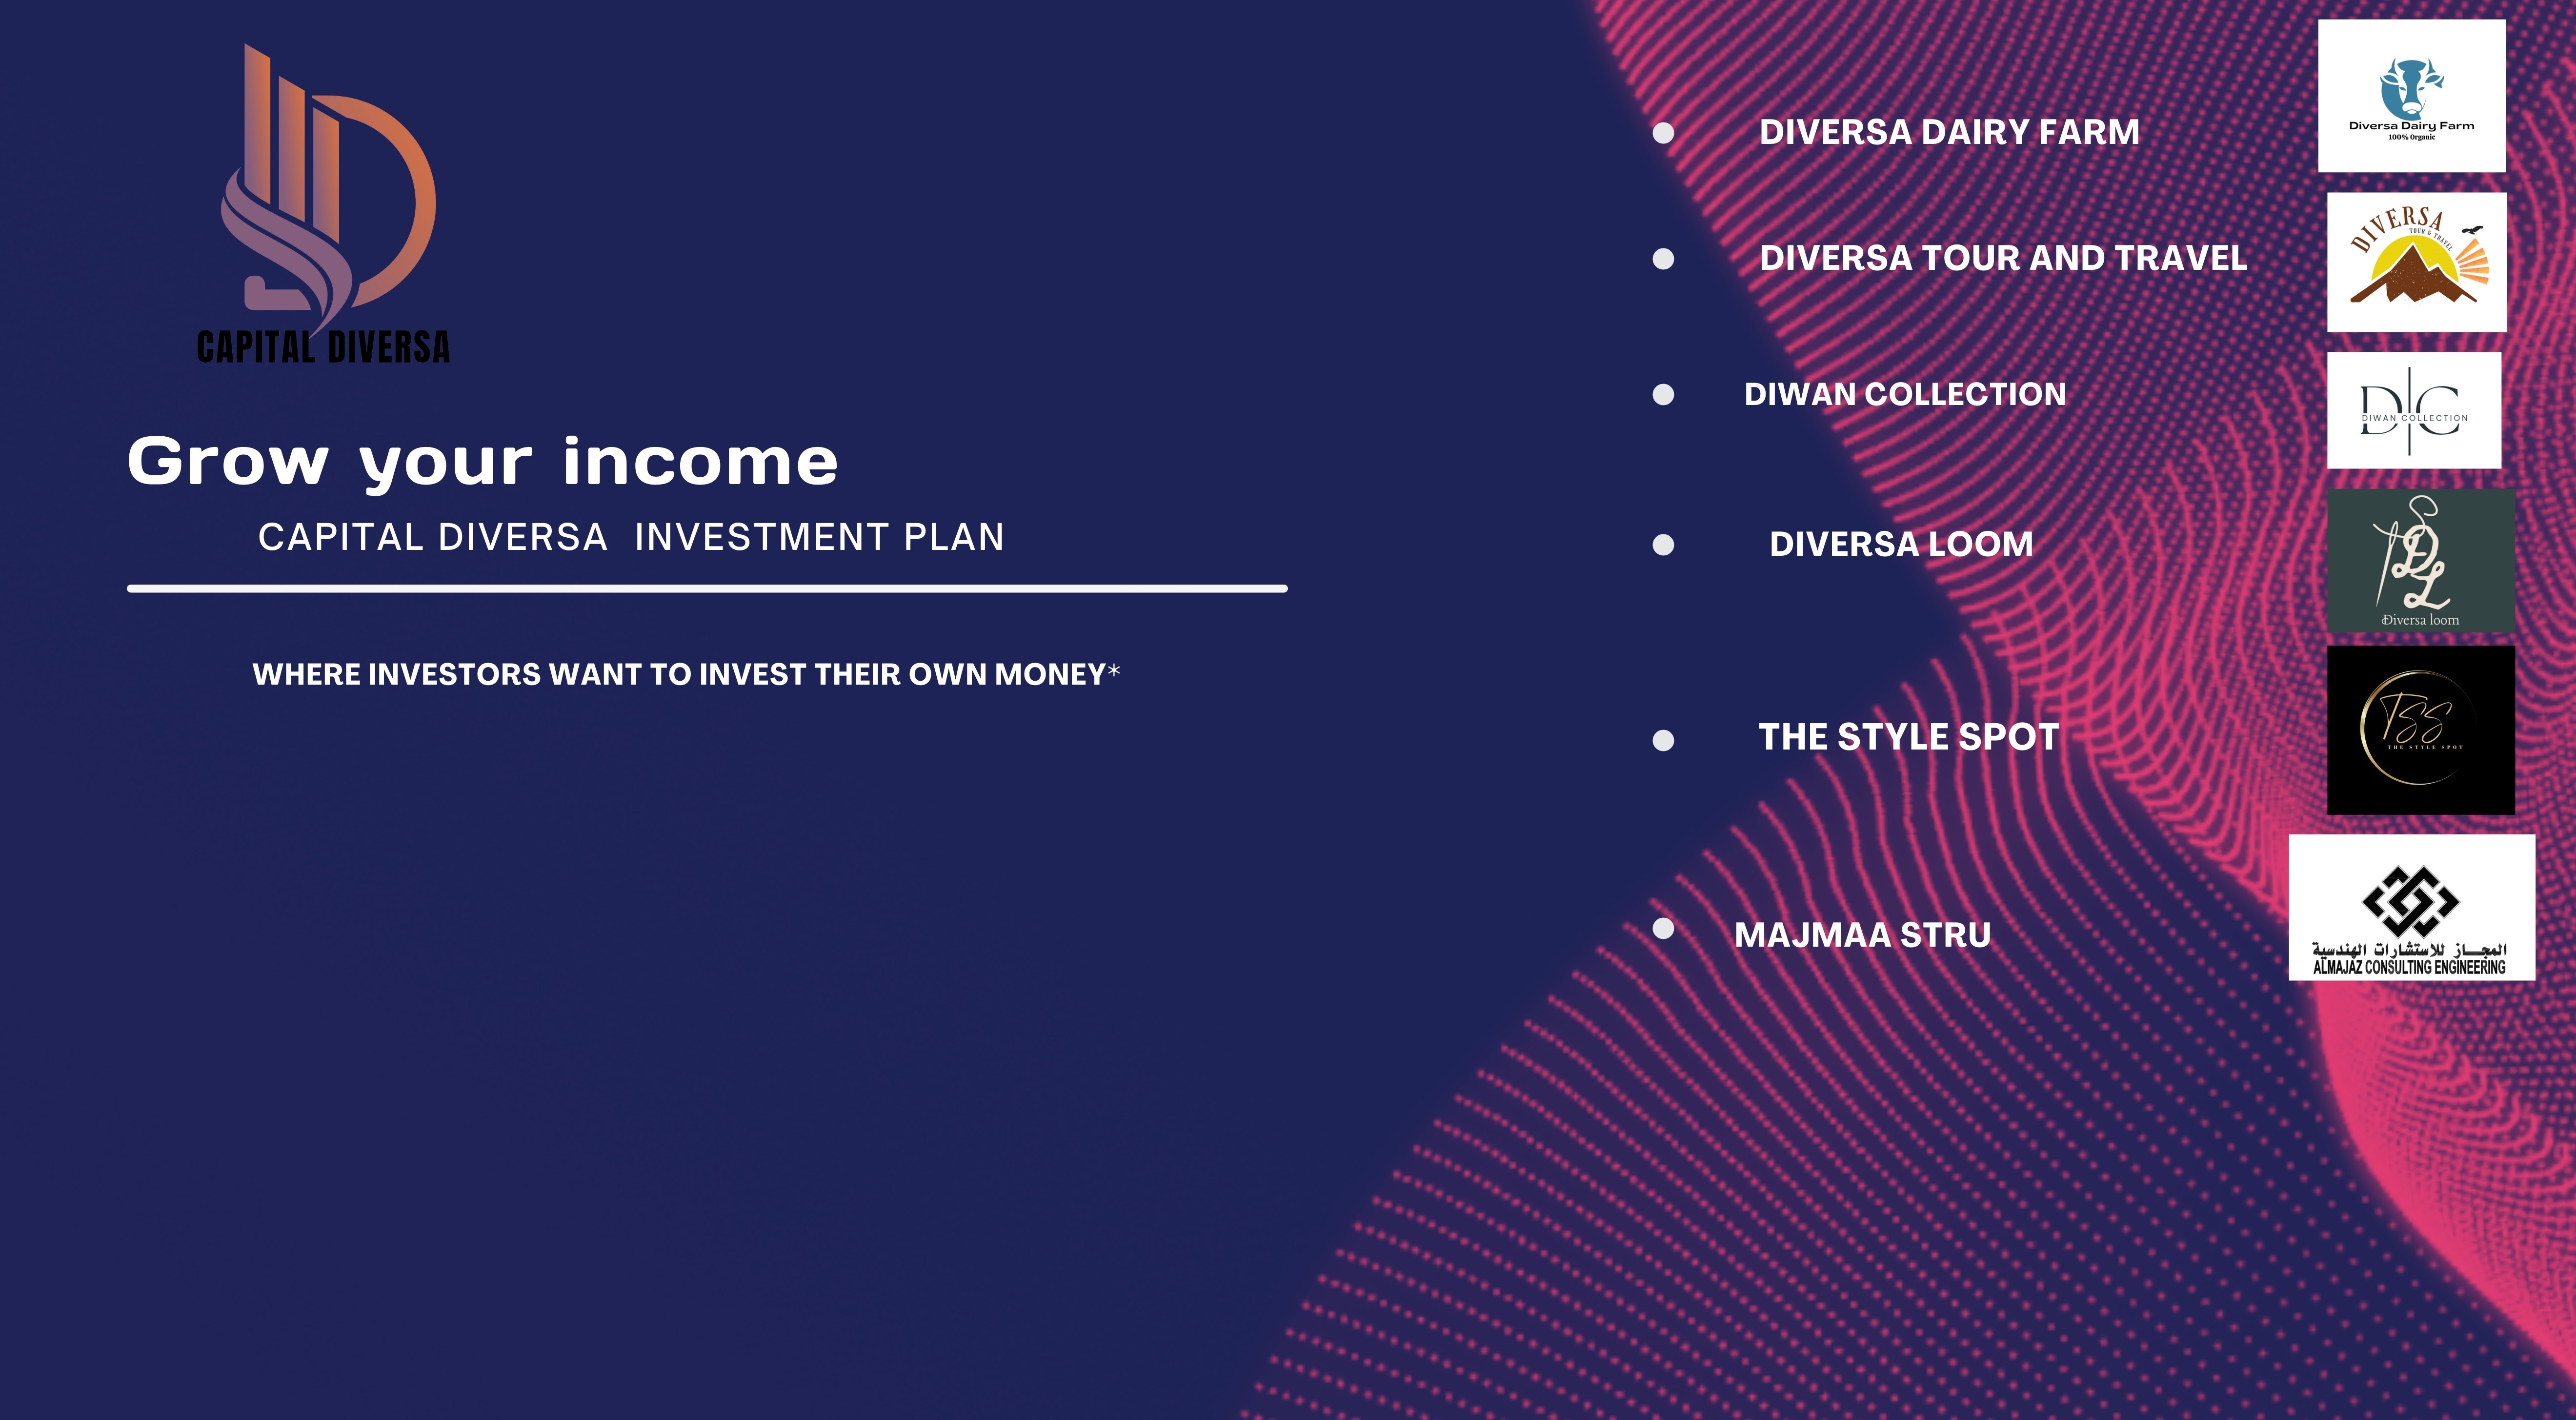 CAPITAL DIVERSA
Grow your income
CAPITAL DIVERSA INVESTMENT PLAN
WHERE INVESTORS WANT TO INVEST THEIR OWN MONEY*
DIVERSA DAIRY FARM
DIVERSA TOUR AND TRAVEL
DIWAN COLLECTION
DIVERSA LOOM
THE STYLE SPOT
MAJMAA STRU
Diversa Dairy Farm
100% Organic
DIVERSA
TOUR & TRAVEL
D|C
DIWAN COLLECTION
DL
Diversa loom
TSS
THE STYLE SPOT
المجاز للاستشارات الهندسية
ALMAJAZ CONSULTING ENGINEERING